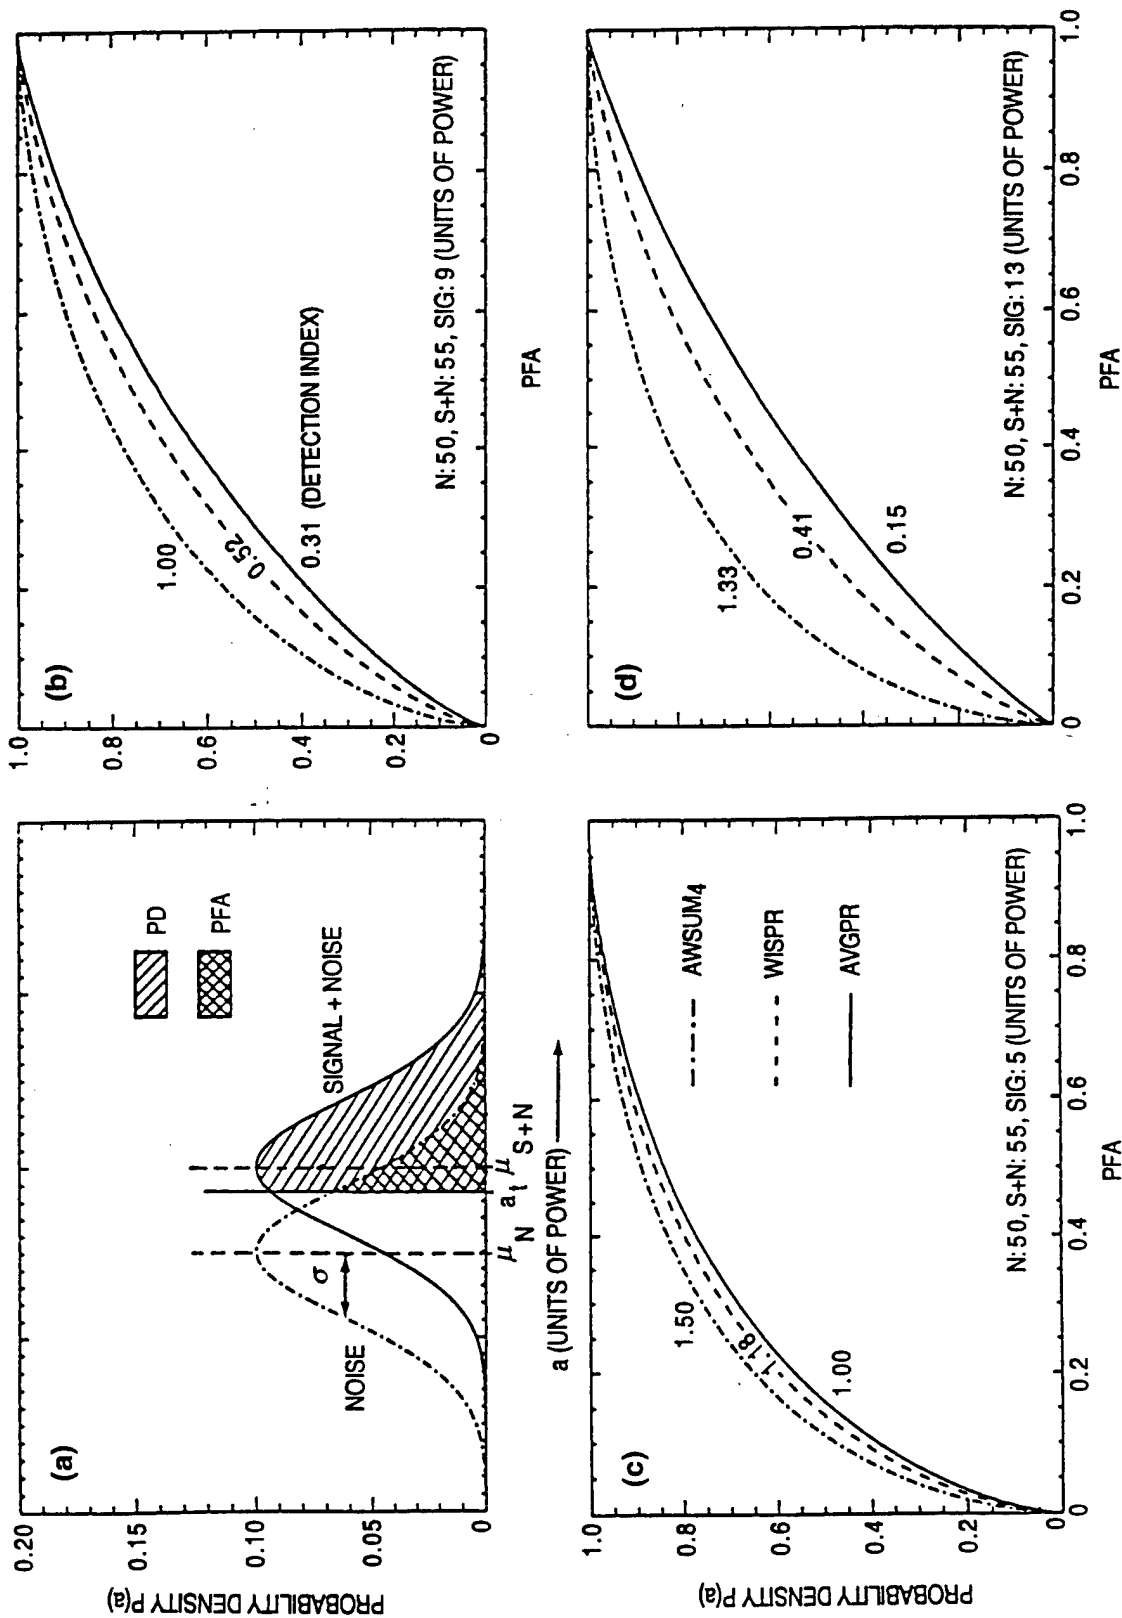 (a)
PROBABILITY DENSITY P(a)
0.20
0.15
0.10
0.05
0
NOISE
σ
SIGNAL + NOISE
PD
PFA
μN
at
μS+N
a (UNITS OF POWER)
(b)
1.0
0.8
0.6
0.4
0.2
0
1.00
0.52
0.31 (DETECTION INDEX)
N: 50, S+N: 55, SIG: 9 (UNITS OF POWER)
PFA
(c)
PROBABILITY DENSITY P(a)
1.0
0.8
0.6
0.4
0.2
0
1.50
1.18
1.00
AWSUM4
WISPR
AVGPR
N: 50, S+N: 55, SIG: 5 (UNITS OF POWER)
0 0.2 0.4 0.6 0.8 1.0
PFA
(d)
1.33
0.41
0.15
N: 50, S+N: 55, SIG: 13 (UNITS OF POWER)
0 0.2 0.4 0.6 0.8 1.0
PFA